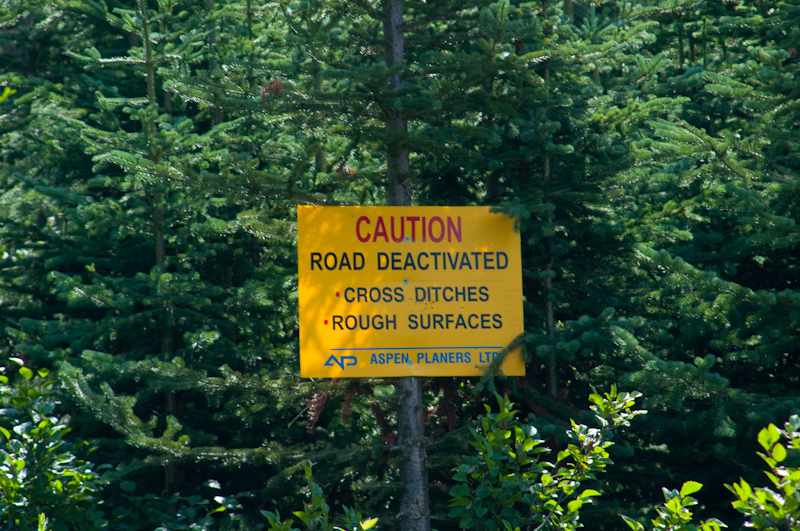 CAUTION
ROAD DEACTIVATED
• CROSS DITCHES
• ROUGH SURFACES
AP ASPEN PLANERS LTD